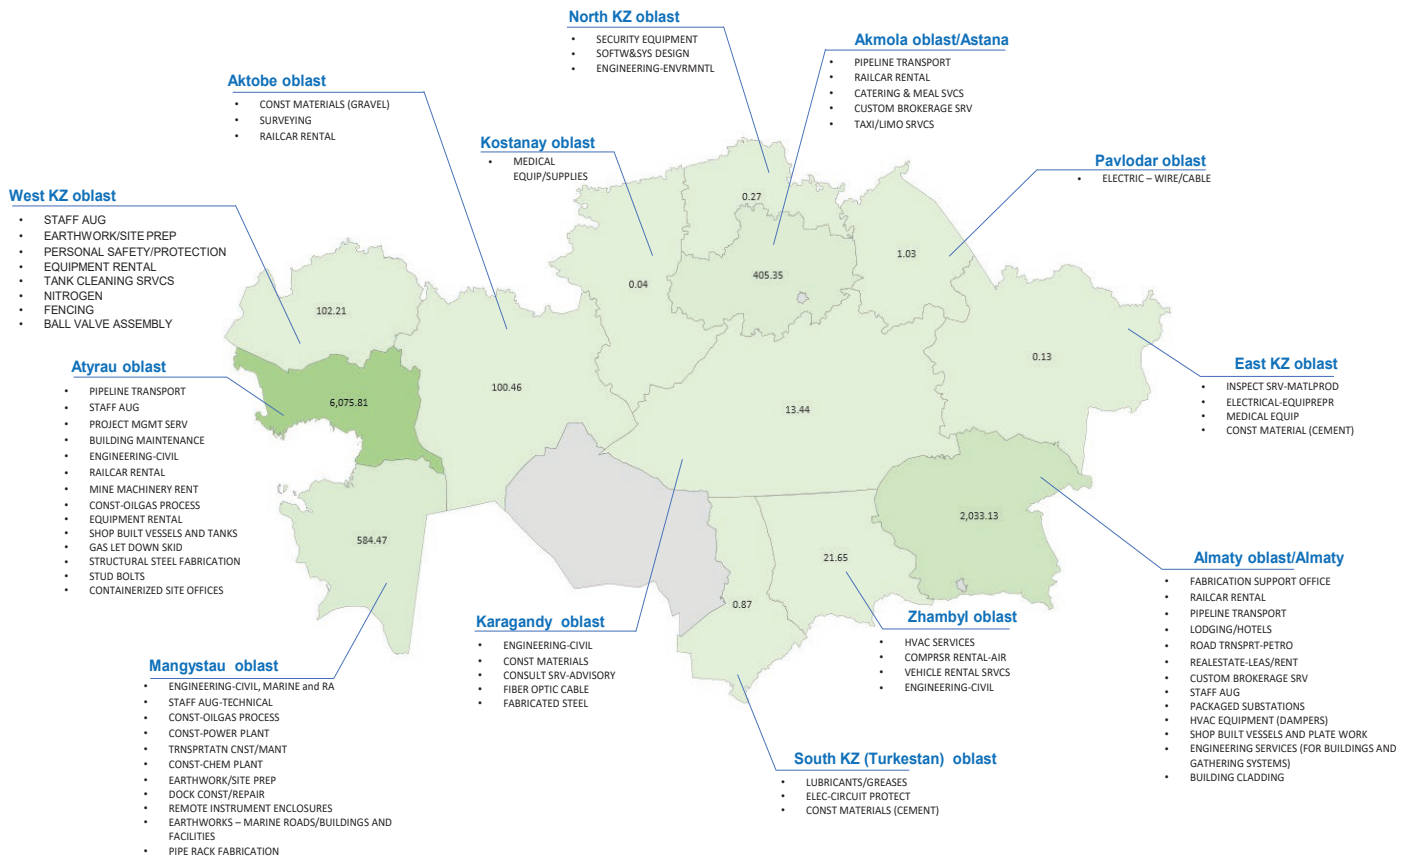 North KZ oblast
• SECURITY EQUIPMENT
• SOFTW&SYS DESIGN
• ENGINEERING-ENVRMNTL
Akmola oblast/Astana
• PIPELINE TRANSPORT
• RAILCAR RENTAL
• CATERING & MEAL SVCS
• CUSTOM BROKERAGE SRV
• TAXI/LIMO SRVCS
Aktobe oblast
• CONST MATERIALS (GRAVEL)
• SURVEYING
• RAILCAR RENTAL
Kostanay oblast
• MEDICAL
EQUIP/SUPPLIES
Pavlodar oblast
• ELECTRIC – WIRE/CABLE
West KZ oblast
• STAFF AUG
• EARTHWORK/SITE PREP
• PERSONAL SAFETY/PROTECTION
• EQUIPMENT RENTAL
• TANK CLEANING SRVCS
• NITROGEN
• FENCING
• BALL VALVE ASSEMBLY
0.27
1.03
405.35
0.04
102.21
0.13
100.46
6,075.81
13.44
2,033.13
584.47
21.65
0.87
Atyrau oblast
• PIPELINE TRANSPORT
• STAFF AUG
• PROJECT MGMT SERV
• BUILDING MAINTENANCE
• ENGINEERING-CIVIL
• RAILCAR RENTAL
• MINE MACHINERY RENT
• CONST-OILGAS PROCESS
• EQUIPMENT RENTAL
• SHOP BUILT VESSELS AND TANKS
• GAS LET DOWN SKID
• STRUCTURAL STEEL FABRICATION
• STUD BOLTS
• CONTAINERIZED SITE OFFICES
East KZ oblast
• INSPECT SRV-MATLPROD
• ELECTRICAL-EQUIPREPR
• MEDICAL EQUIP
• CONST MATERIAL (CEMENT)
Almaty oblast/Almaty
• FABRICATION SUPPORT OFFICE
• RAILCAR RENTAL
• PIPELINE TRANSPORT
• LODGING/HOTELS
• ROAD TRNSPRT-PETRO
• REALESTATE-LEAS/RENT
• CUSTOM BROKERAGE SRV
• STAFF AUG
• PACKAGED SUBSTATIONS
• HVAC EQUIPMENT (DAMPERS)
• SHOP BUILT VESSELS AND PLATE WORK
• ENGINEERING SERVICES (FOR BUILDINGS AND
GATHERING SYSTEMS)
• BUILDING CLADDING
Karagandy oblast
• ENGINEERING-CIVIL
• CONST MATERIALS
• CONSULT SRV-ADVISORY
• FIBER OPTIC CABLE
• FABRICATED STEEL
Zhambyl oblast
• HVAC SERVICES
• COMPRSR RENTAL-AIR
• VEHICLE RENTAL SRVCS
• ENGINEERING-CIVIL
Mangystau oblast
• ENGINEERING-CIVIL, MARINE and RA
• STAFF AUG-TECHNICAL
• CONST-OILGAS PROCESS
• CONST-POWER PLANT
• TRNSPRTATN CNST/MANT
• CONST-CHEM PLANT
• EARTHWORK/SITE PREP
• DOCK CONST/REPAIR
• REMOTE INSTRUMENT ENCLOSURES
• EARTHWORKS – MARINE ROADS/BUILDINGS AND
FACILITIES
• PIPE RACK FABRICATION
South KZ (Turkestan) oblast
• LUBRICANTS/GREASES
• ELEC-CIRCUIT PROTECT
• CONST MATERIALS (CEMENT)